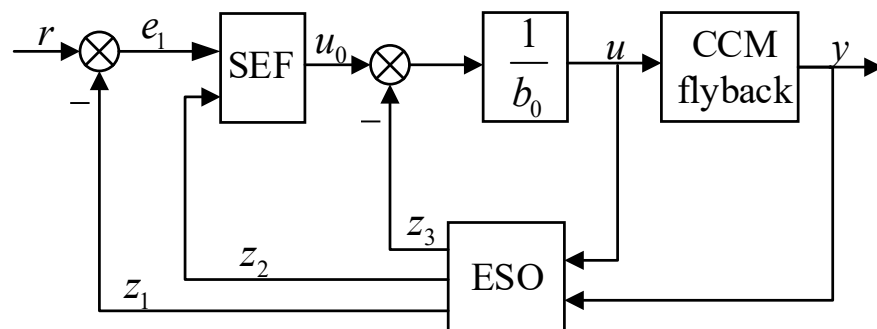 r
e₁
−
SEF
u₀
−
1
b₀
u
CCM
flyback
y
z₃
z₂
z₁
ESO